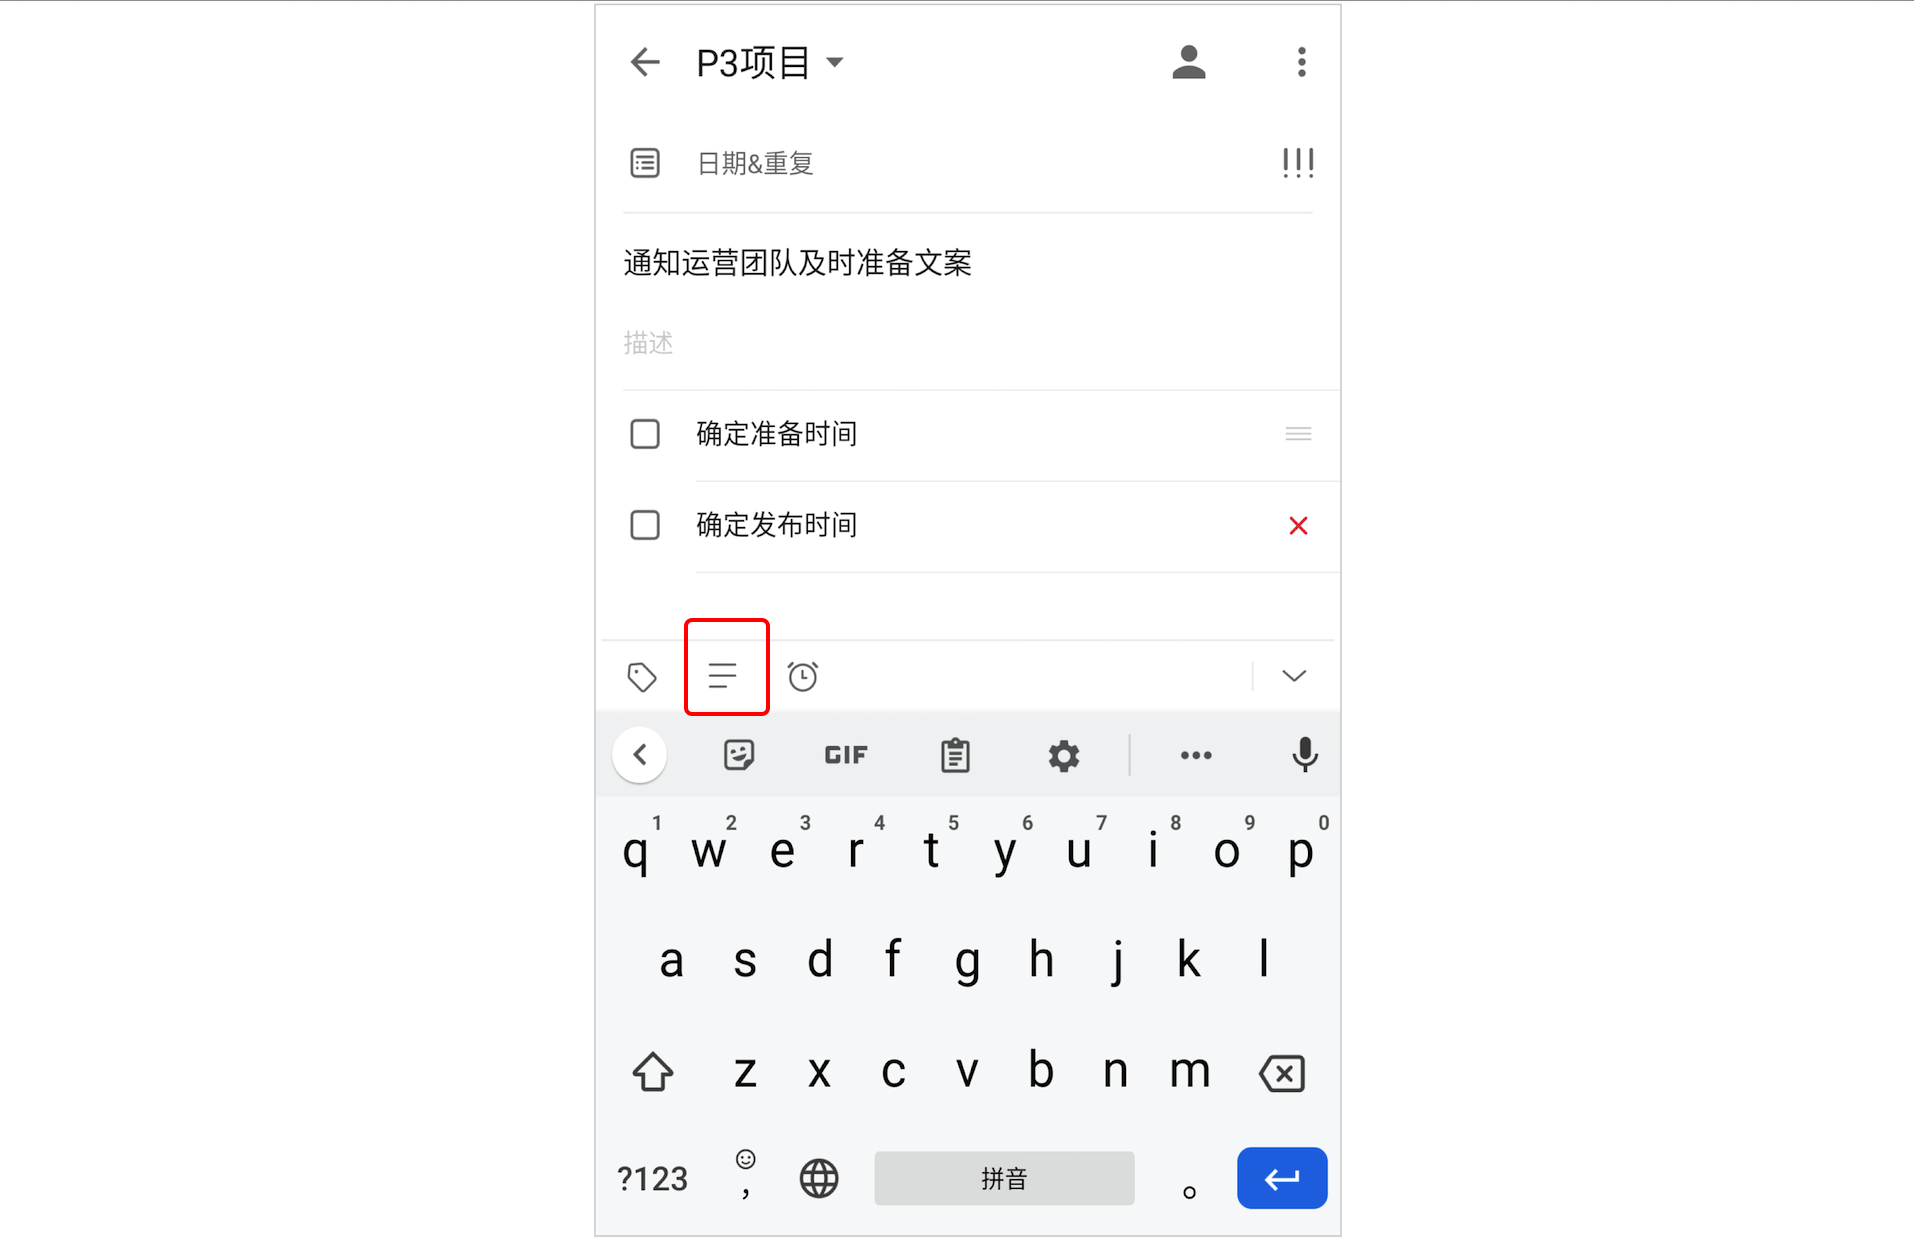 P3项目
日期&重复
通知运营团队及时准备文案
描述
确定准备时间
确定发布时间
GIF
1 2 3 4 5 6 7 8 9 0
q w e r t y u i o p
a s d f g h j k l
z x c v b n m
?123 , 拼音 。